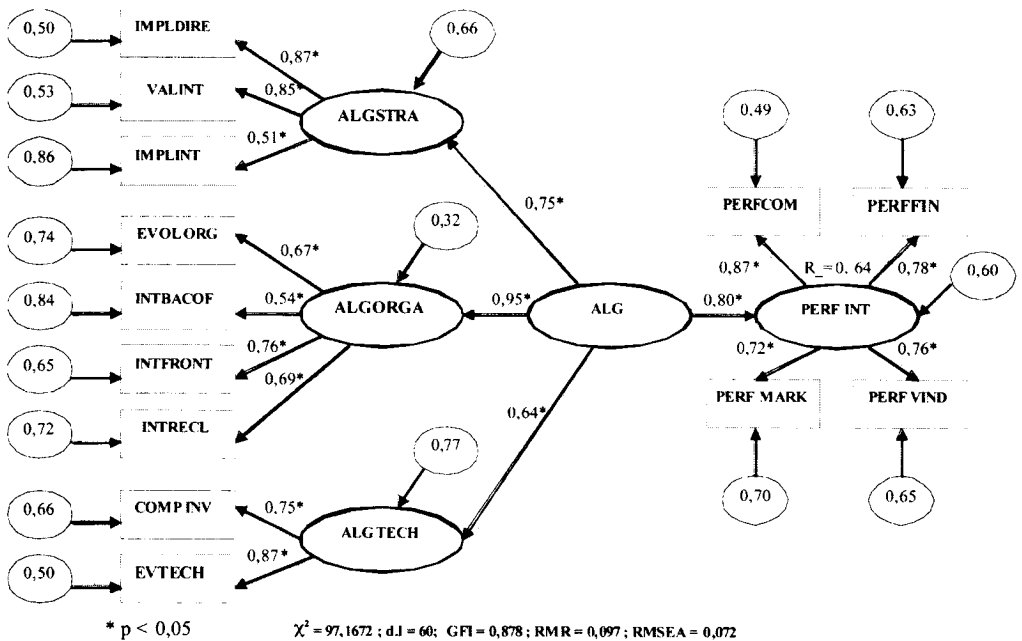 0,50
IMPLDIRE
0,87*
0,66
0,53
VALINT
0,85*
ALGSTRA
0,86
IMPLINT
0,51*
0,49
0,63
PERFCOM
PERFFIN
0,75*
0,74
EVOLORG
0,67*
0,32
0,87*
R_=0. 64
0,78*
0,60
0,84
INTBACOF
0,54*
ALGORGA
0,95*
ALG
0,80*
PERF INT
0,65
INTFRONT
0,76*
0,72*
0,76*
0,69*
PERF MARK
PERF VIND
0,72
INTRECL
0,64*
0,77
0,70
0,65
0,66
COMP INV
0,75*
ALGTECH
0,50
EVTECH
0,87*
* p < 0,05
χ² = 97,1672 ; d.l = 60; GFI = 0,878 ; RMR = 0,097 ; RMSEA = 0,072